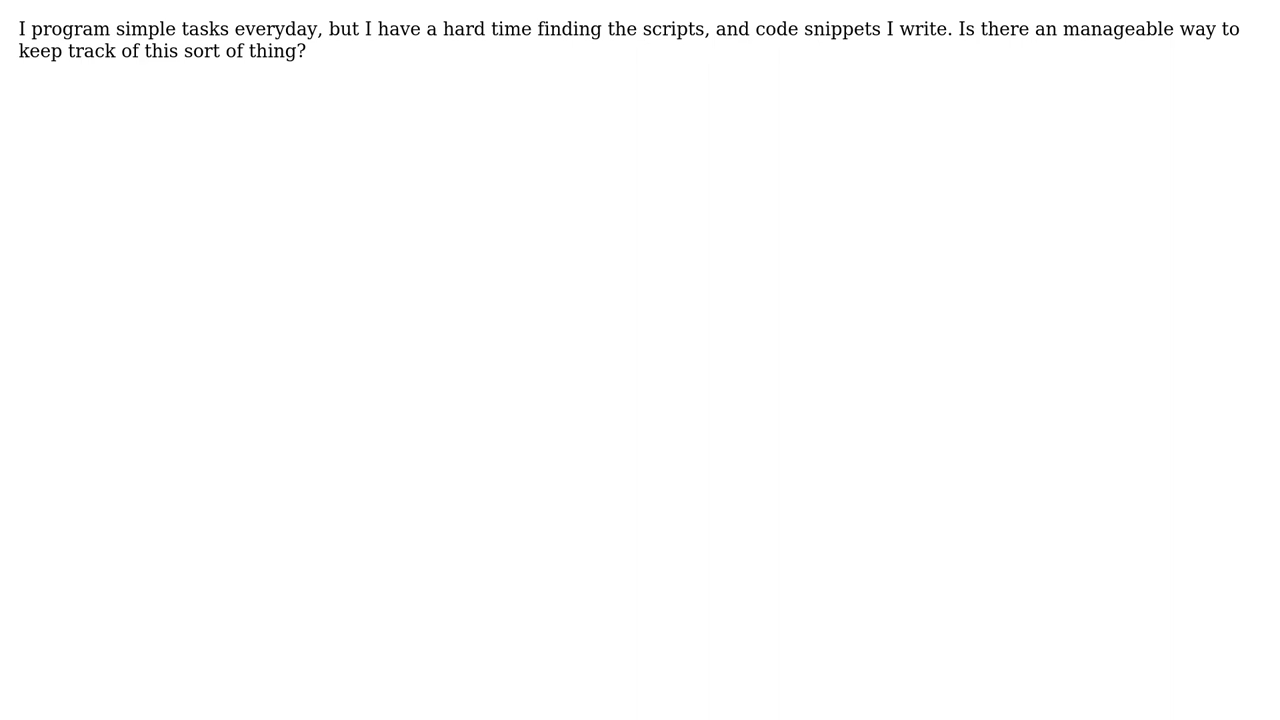 I program simple tasks everyday, but I have a hard time finding the scripts, and code snippets I write. Is there an manageable way to
keep track of this sort of thing?